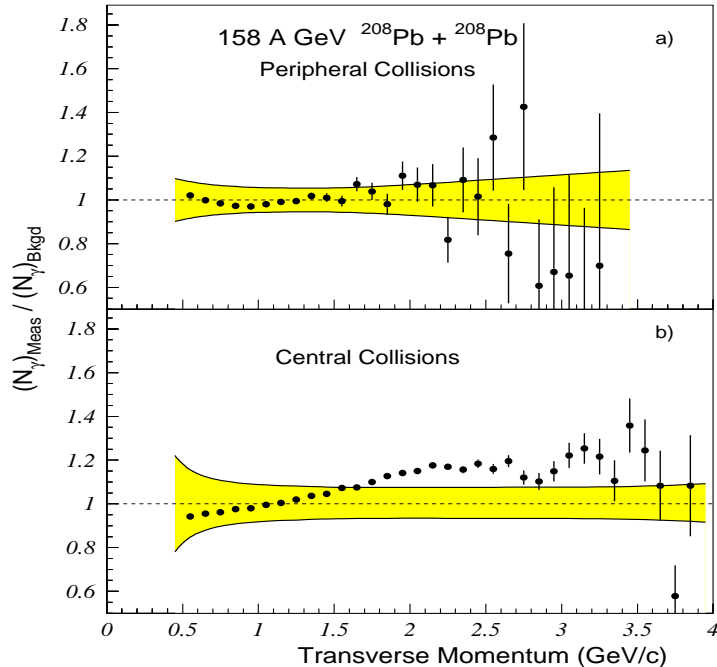 158 A GeV ²⁰⁸Pb + ²⁰⁸Pb
a)
Peripheral Collisions
1.8
1.6
1.4
1.2
1
0.8
0.6
(Nγ)Meas / (Nγ)Bkgd
b)
Central Collisions
1.8
1.6
1.4
1.2
1
0.8
0.6
0 0.5 1 1.5 2 2.5 3 3.5 4
Transverse Momentum (GeV/c)